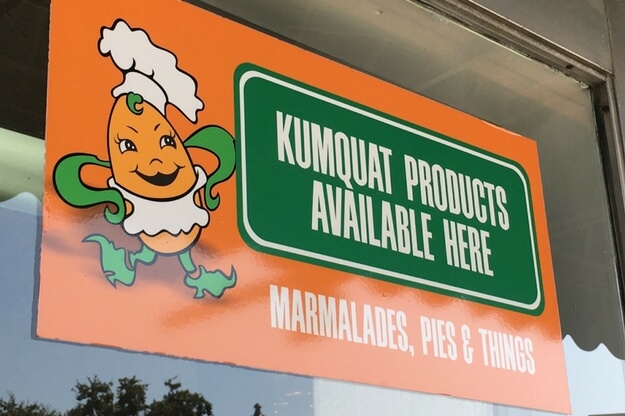 KUMQUAT PRODUCTS
AVAILABLE HERE
MARMALADES, PIES & THINGS